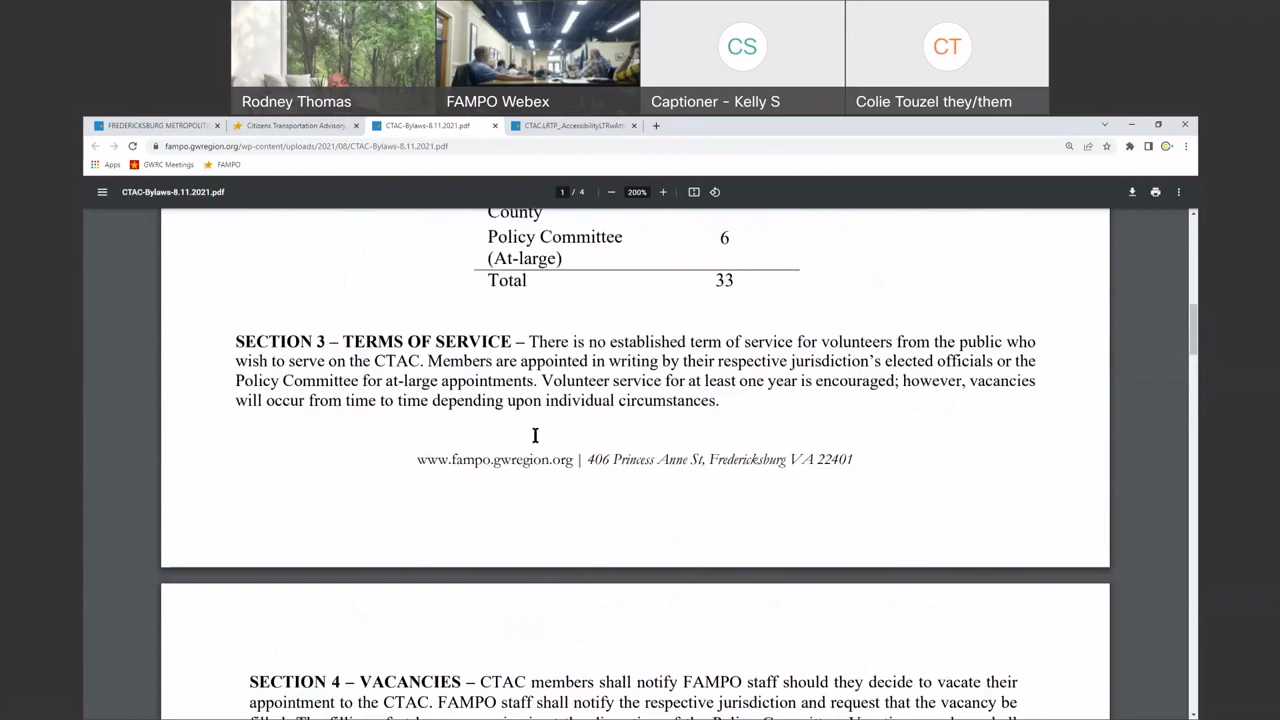 CS
CT
Rodney Thomas
FAMPO Webex
Captioner - Kelly S
Colie Touzel they/them
FREDERICKSBURG METROPOLITA
Citizens Transportation Advisory
CTAC-Bylaws-8.11.2021.pdf
CTAC.LRTP_AccessibilityLTRwAtt
fampo.gwregion.org/wp-content/uploads/2021/08/CTAC-Bylaws-8.11.2021.pdf
Apps
GWRC Meetings
FAMPO
CTAC-Bylaws-8.11.2021.pdf
1 / 4
200%
County
Policy Committee 6
(At-large)
Total 33
SECTION 3 – TERMS OF SERVICE – There is no established term of service for volunteers from the public who
wish to serve on the CTAC. Members are appointed in writing by their respective jurisdiction's elected officials or the
Policy Committee for at-large appointments. Volunteer service for at least one year is encouraged; however, vacancies
will occur from time to time depending upon individual circumstances.
www.fampo.gwregion.org | 406 Princess Anne St, Fredericksburg VA 22401
SECTION 4 – VACANCIES – CTAC members shall notify FAMPO staff should they decide to vacate their
appointment to the CTAC. FAMPO staff shall notify the respective jurisdiction and request that the vacancy be